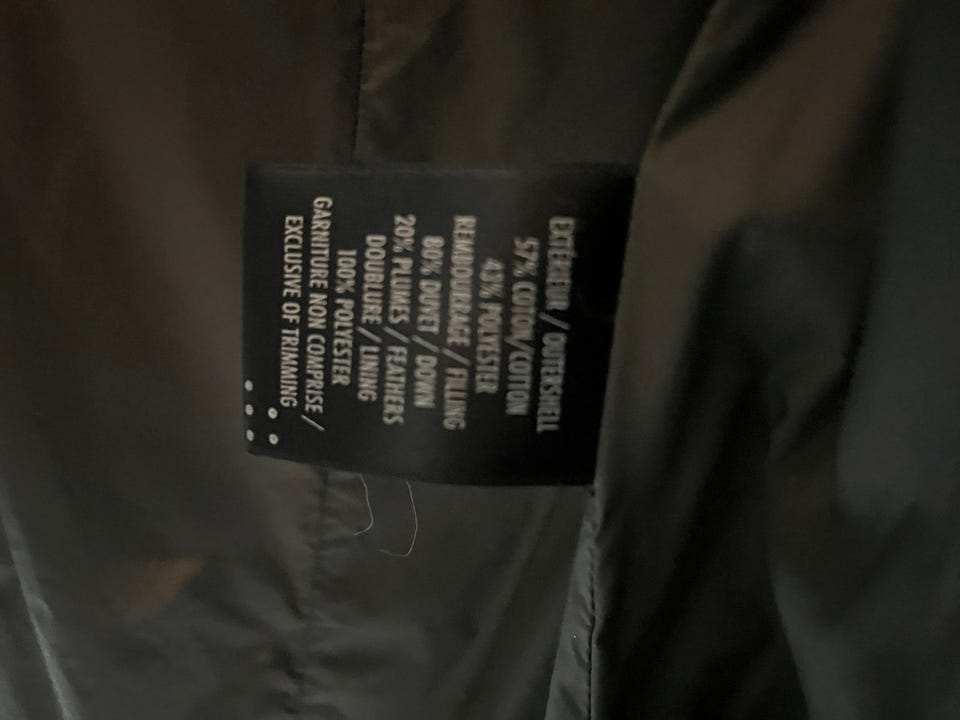 EXTÉRIEUR / OUTERSHELL
57% COTON/COTTON
43% POLYESTER
REMBOURRAGE / FILLING
80% DUVET / DOWN
20% PLUMES / FEATHERS
DOUBLURE / LINING
100% POLYESTER
GARNITURE NON COMPRISE /
EXCLUSIVE OF TRIMMING